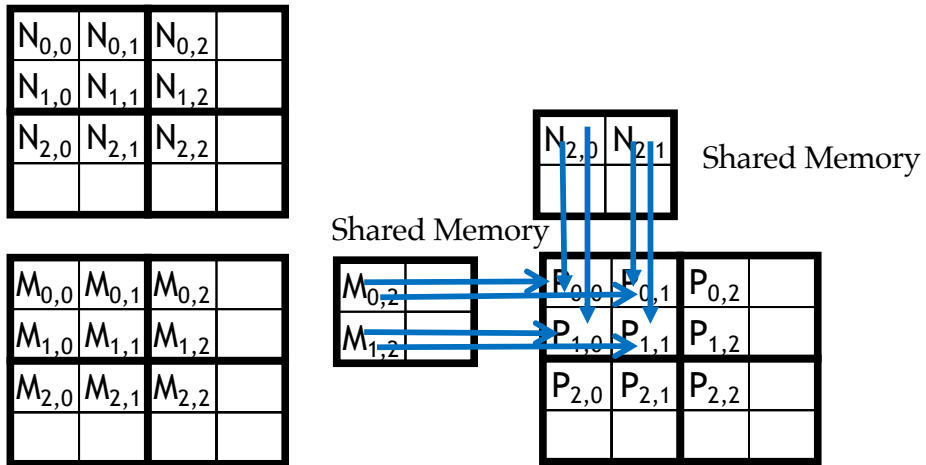 N0,0 N0,1 N0,2
N1,0 N1,1 N1,2
N2,0 N2,1 N2,2
N2,0 N2,1
Shared Memory
Shared Memory
M0,0 M0,1 M0,2
M1,0 M1,1 M1,2
M2,0 M2,1 M2,2
M0,2
M1,2
P0,0 P0,1 P0,2
P1,0 P1,1 P1,2
P2,0 P2,1 P2,2